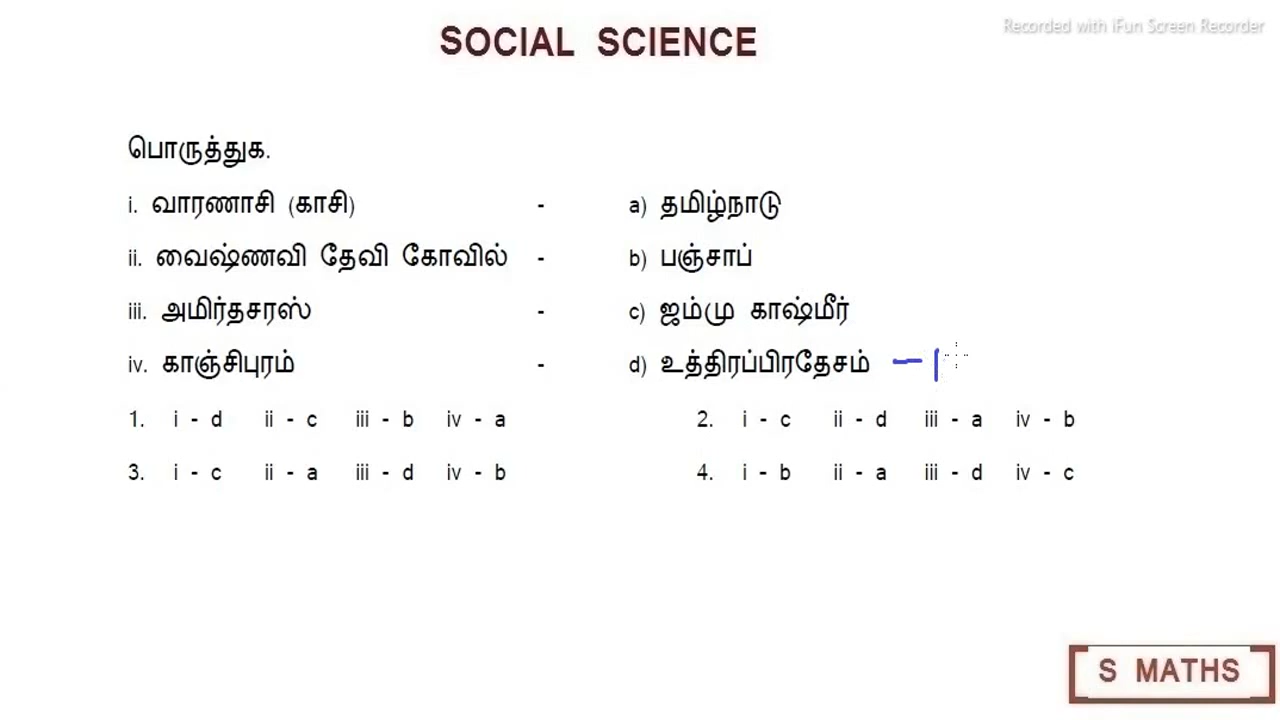 Recorded with iFun Screen Recorder
SOCIAL SCIENCE
பொருத்துக.
i. வாரணாசி (காசி) - a) தமிழ்நாடு
ii. வைஷ்ணவி தேவி கோவில் - b) பஞ்சாப்
iii. அமிர்தசரஸ் - c) ஜம்மு காஷ்மீர்
iv. காஞ்சிபுரம் - d) உத்திரப்பிரதேசம் –
1. i - d ii - c iii - b iv - a 2. i - c ii - d iii - a iv - b
3. i - c ii - a iii - d iv - b 4. i - b ii - a iii - d iv - c
S MATHS